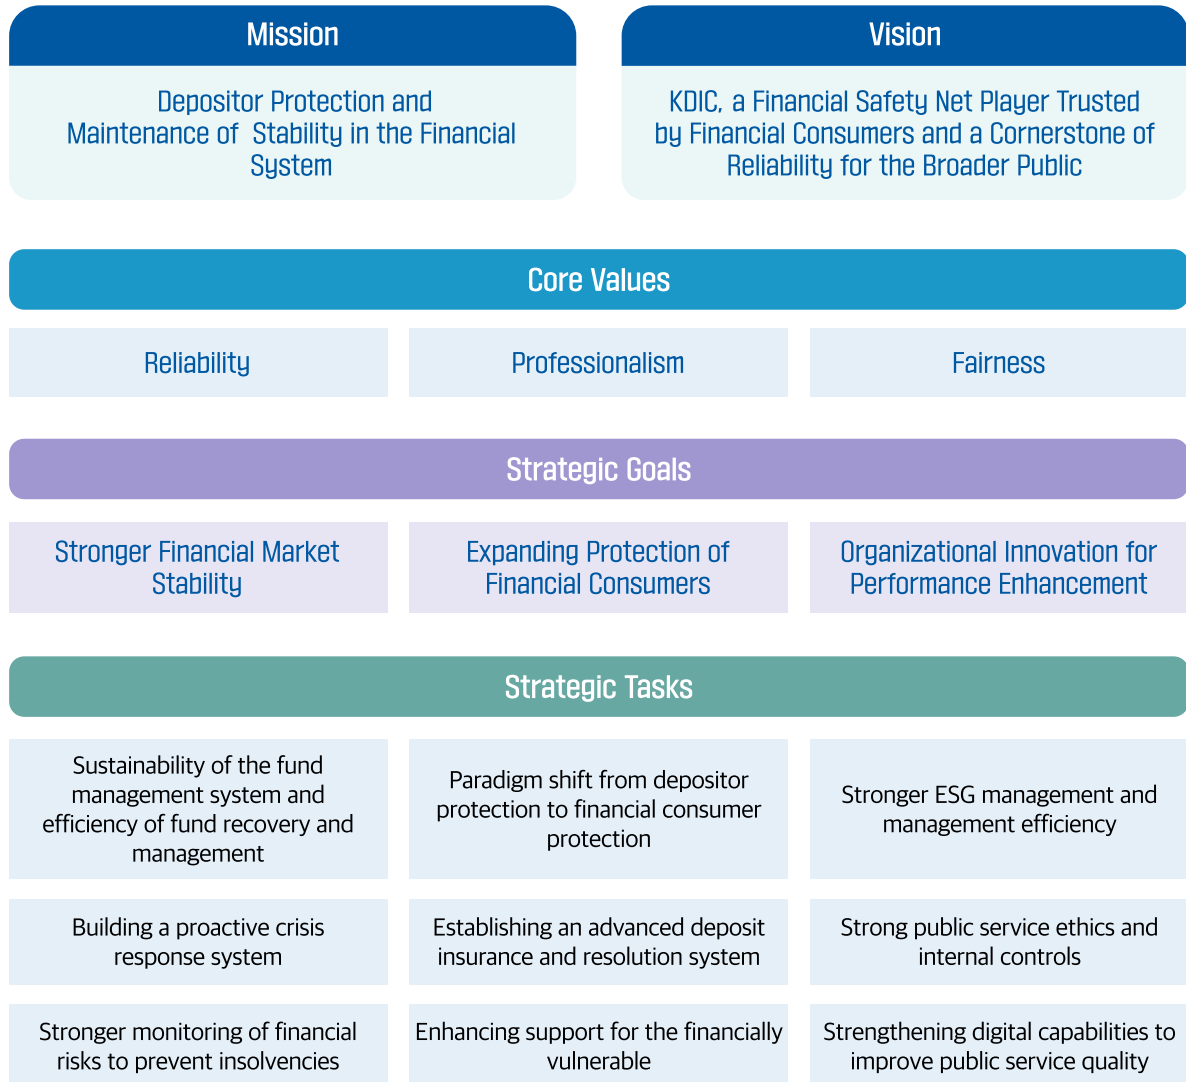 Mission
Depositor Protection and
Maintenance of Stability in the Financial
System
Vision
KDIC, a Financial Safety Net Player Trusted
by Financial Consumers and a Cornerstone of
Reliability for the Broader Public
Core Values
Reliability
Professionalism
Fairness
Strategic Goals
Stronger Financial Market
Stability
Expanding Protection of
Financial Consumers
Organizational Innovation for
Performance Enhancement
Strategic Tasks
Sustainability of the fund
management system and
efficiency of fund recovery and
management
Paradigm shift from depositor
protection to financial consumer
protection
Stronger ESG management and
management efficiency
Building a proactive crisis
response system
Establishing an advanced deposit
insurance and resolution system
Strong public service ethics and
internal controls
Stronger monitoring of financial
risks to prevent insolvencies
Enhancing support for the financially
vulnerable
Strengthening digital capabilities to
improve public service quality